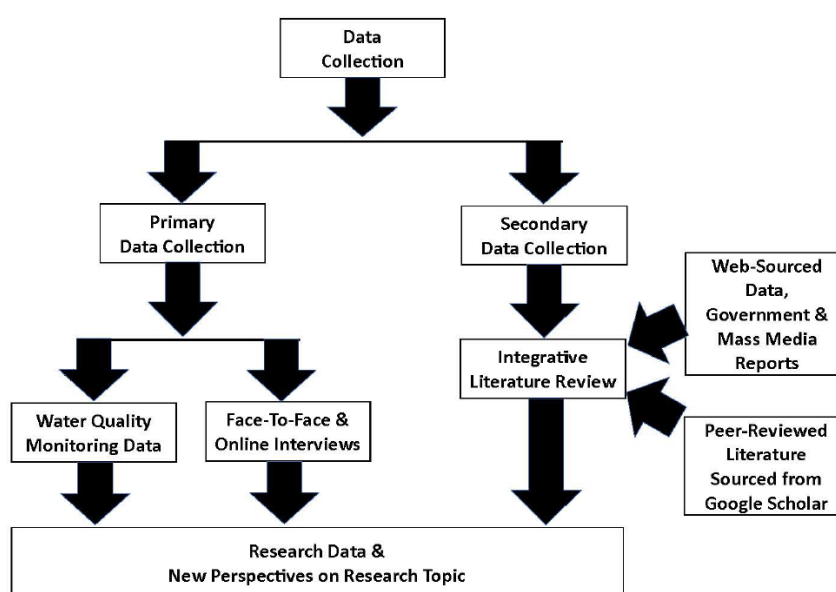 Data
Collection
Primary
Data Collection
Secondary
Data Collection
Web-Sourced
Data,
Government &
Mass Media
Reports
Integrative
Literature Review
Water Quality
Monitoring Data
Face-To-Face &
Online Interviews
Peer-Reviewed
Literature
Sourced from
Google Scholar
Research Data &
New Perspectives on Research Topic